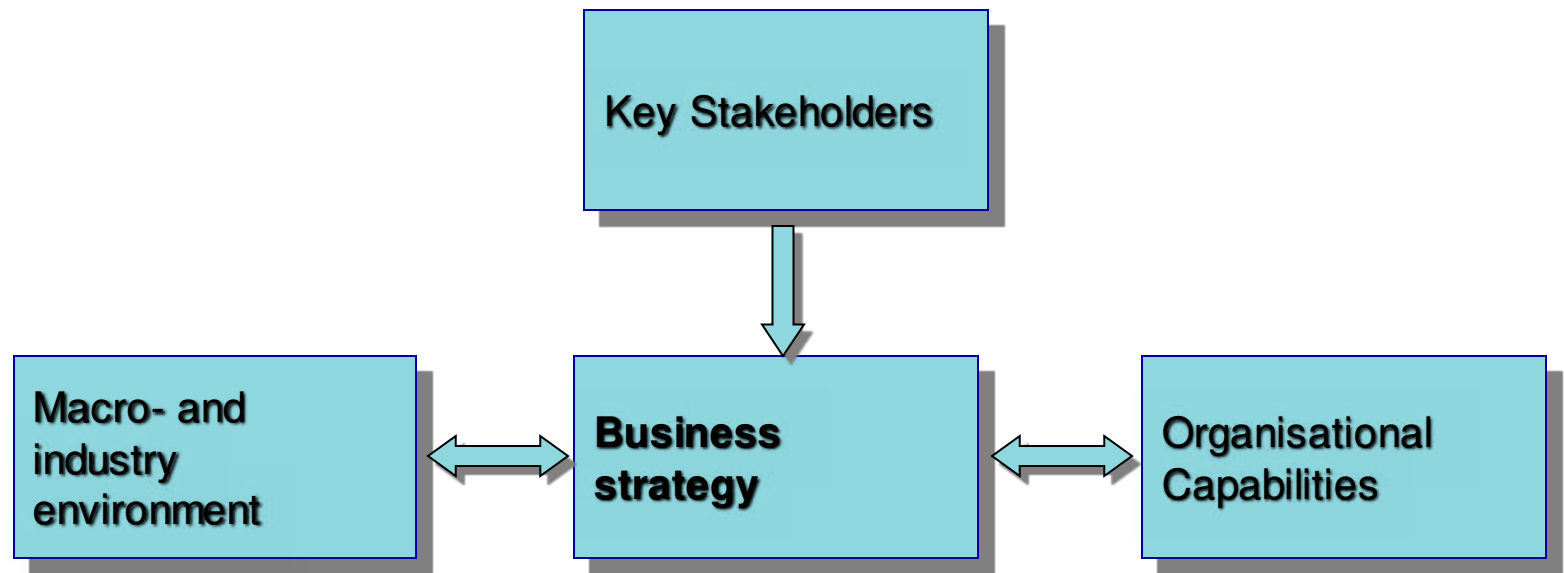 Key Stakeholders
Macro- and
industry
environment
Business
strategy
Organisational
Capabilities